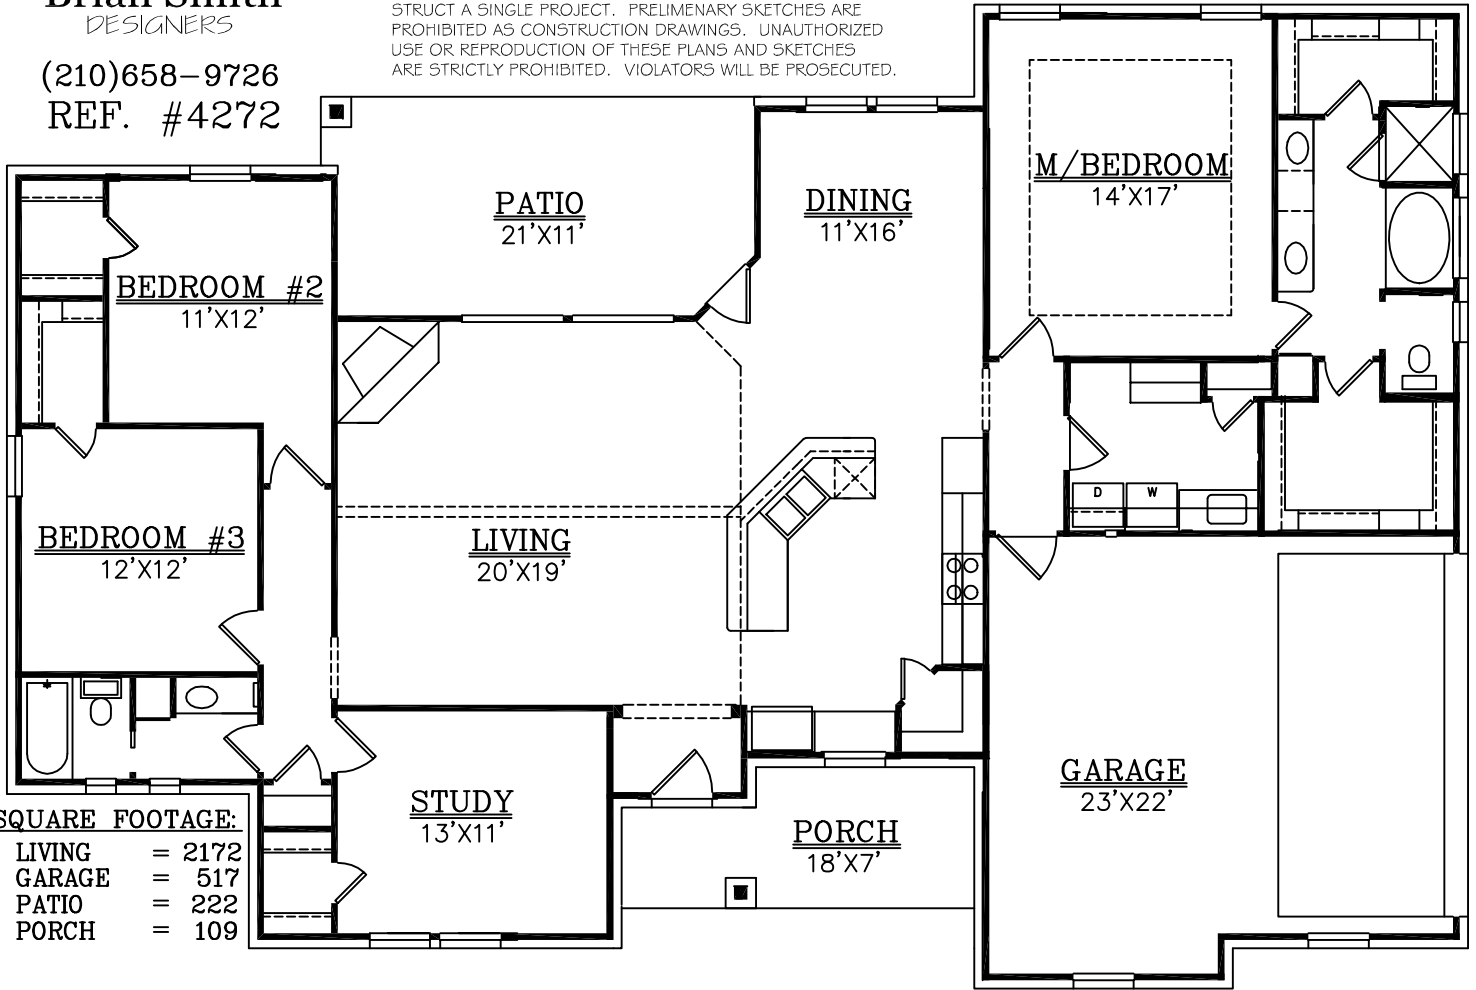 Brian Smith
DESIGNERS
(210)658-9726
REF. #4272
STRUCT A SINGLE PROJECT. PRELIMENARY SKETCHES ARE
PROHIBITED AS CONSTRUCTION DRAWINGS. UNAUTHORIZED
USE OR REPRODUCTION OF THESE PLANS AND SKETCHES
ARE STRICTLY PROHIBITED. VIOLATORS WILL BE PROSECUTED.
M/BEDROOM
14'X17'
PATIO
21'X11'
DINING
11'X16'
BEDROOM #2
11'X12'
D W
BEDROOM #3
12'X12'
LIVING
20'X19'
GARAGE
23'X22'
STUDY
13'X11'
PORCH
18'X7'
SQUARE FOOTAGE:
LIVING = 2172
GARAGE = 517
PATIO = 222
PORCH = 109